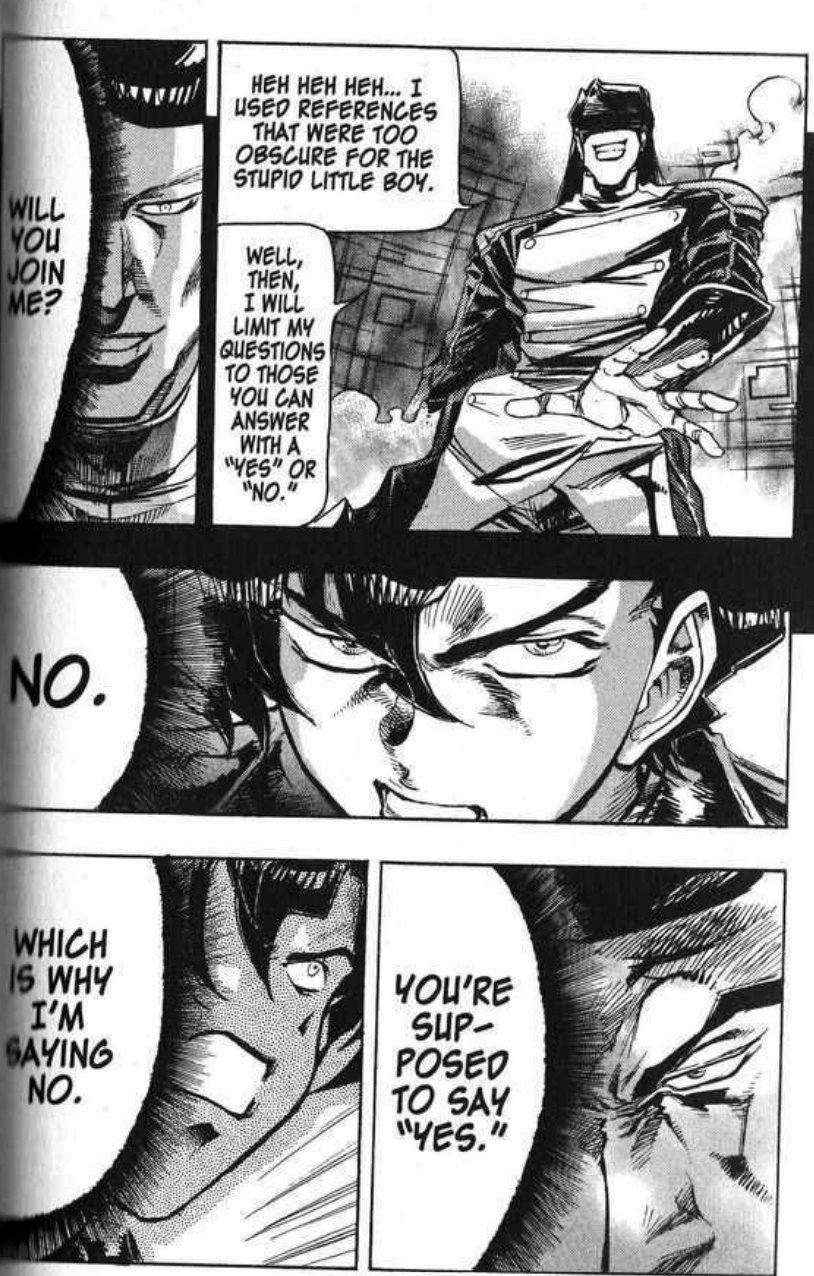 HEH HEH HEH... I
USED REFERENCES
THAT WERE TOO
OBSCURE FOR THE
STUPID LITTLE BOY.
WELL,
THEN,
I WILL
LIMIT MY
QUESTIONS
TO THOSE
YOU CAN
ANSWER
WITH A
"YES" OR
"NO."
WILL
YOU
JOIN
ME?
NO.
YOU'RE
SUP-
POSED
TO SAY
"YES."
WHICH
IS WHY
I'M
SAYING
NO.